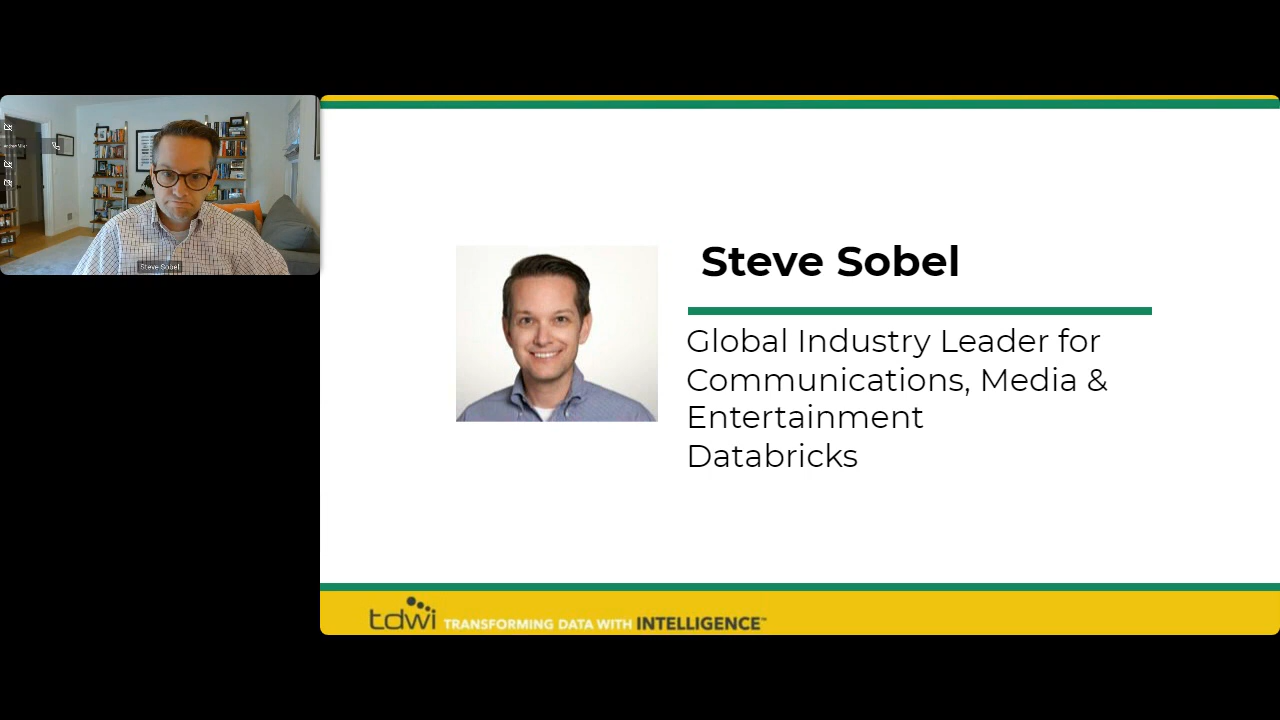 Steve Sobel
Steve Sobel
Global Industry Leader for
Communications, Media &
Entertainment
Databricks
tdwi TRANSFORMING DATA WITH INTELLIGENCE™